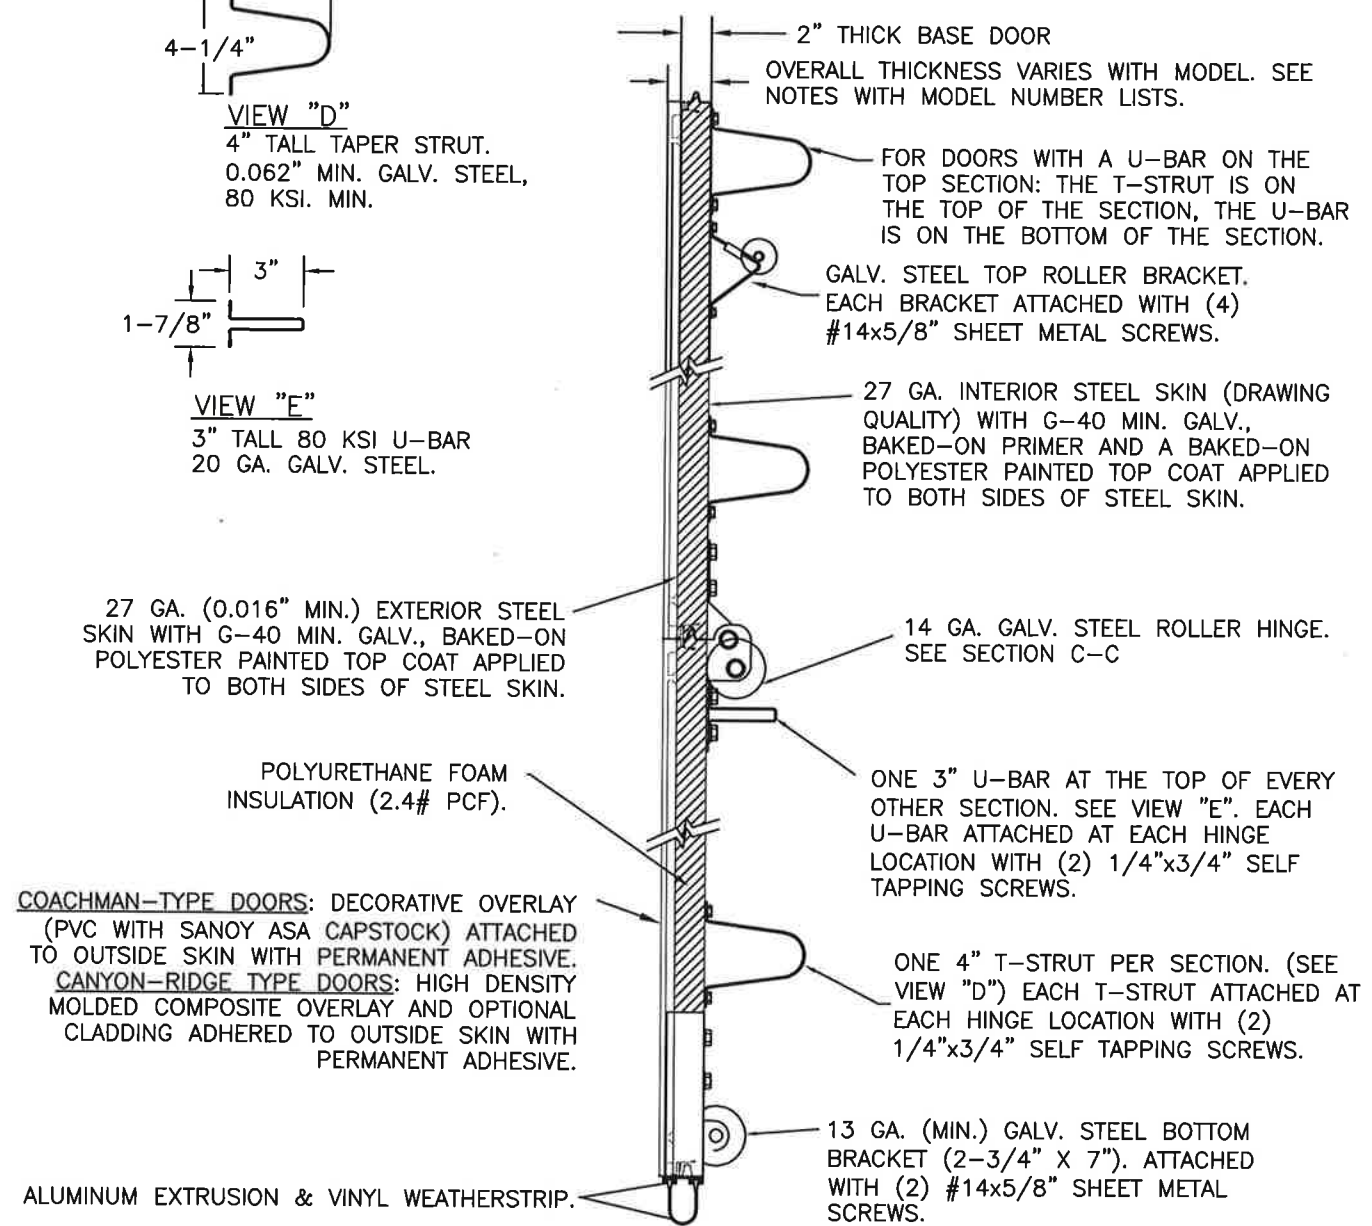 4-1/4"
VIEW "D"
4" TALL TAPER STRUT.
0.062" MIN. GALV. STEEL,
80 KSI. MIN.
3"
1-7/8"
VIEW "E"
3" TALL 80 KSI U-BAR
20 GA. GALV. STEEL.
2" THICK BASE DOOR
OVERALL THICKNESS VARIES WITH MODEL. SEE
NOTES WITH MODEL NUMBER LISTS.
FOR DOORS WITH A U-BAR ON THE
TOP SECTION: THE T-STRUT IS ON
THE TOP OF THE SECTION, THE U-BAR
IS ON THE BOTTOM OF THE SECTION.
GALV. STEEL TOP ROLLER BRACKET.
EACH BRACKET ATTACHED WITH (4)
#14x5/8" SHEET METAL SCREWS.
27 GA. INTERIOR STEEL SKIN (DRAWING
QUALITY) WITH G-40 MIN. GALV.,
BAKED-ON PRIMER AND A BAKED-ON
POLYESTER PAINTED TOP COAT APPLIED
TO BOTH SIDES OF STEEL SKIN.
27 GA. (0.016" MIN.) EXTERIOR STEEL
SKIN WITH G-40 MIN. GALV., BAKED-ON
POLYESTER PAINTED TOP COAT APPLIED
TO BOTH SIDES OF STEEL SKIN.
14 GA. GALV. STEEL ROLLER HINGE.
SEE SECTION C-C
POLYURETHANE FOAM
INSULATION (2.4# PCF).
ONE 3" U-BAR AT THE TOP OF EVERY
OTHER SECTION. SEE VIEW "E". EACH
U-BAR ATTACHED AT EACH HINGE
LOCATION WITH (2) 1/4"x3/4" SELF
TAPPING SCREWS.
COACHMAN-TYPE DOORS: DECORATIVE OVERLAY
(PVC WITH SANOY ASA CAPSTOCK) ATTACHED
TO OUTSIDE SKIN WITH PERMANENT ADHESIVE.
CANYON-RIDGE TYPE DOORS: HIGH DENSITY
MOLDED COMPOSITE OVERLAY AND OPTIONAL
CLADDING ADHERED TO OUTSIDE SKIN WITH
PERMANENT ADHESIVE.
ONE 4" T-STRUT PER SECTION. (SEE
VIEW "D") EACH T-STRUT ATTACHED AT
EACH HINGE LOCATION WITH (2)
1/4"x3/4" SELF TAPPING SCREWS.
13 GA. (MIN.) GALV. STEEL BOTTOM
BRACKET (2-3/4" X 7"). ATTACHED
WITH (2) #14x5/8" SHEET METAL
SCREWS.
ALUMINUM EXTRUSION & VINYL WEATHERSTRIP.